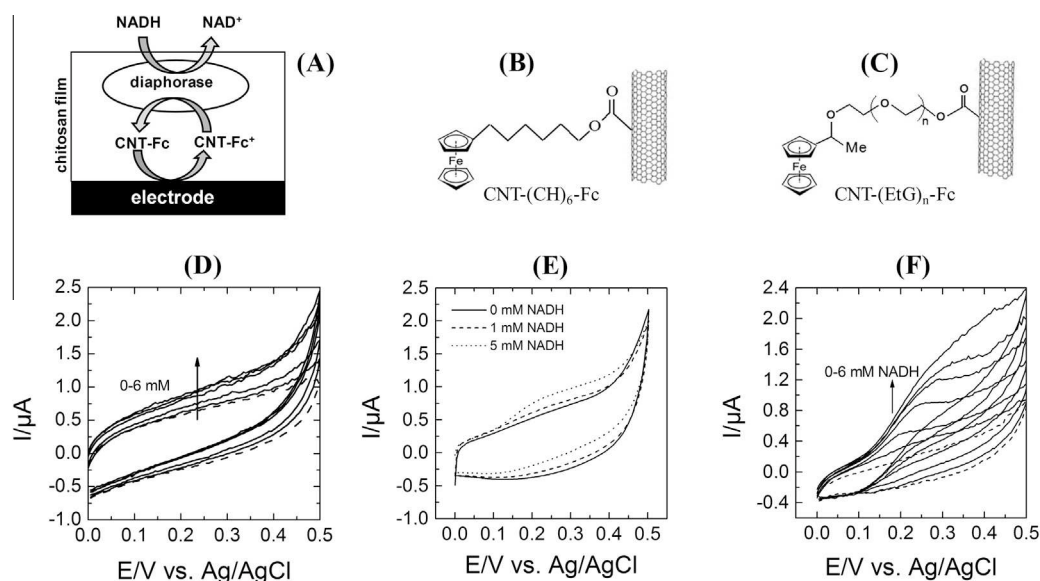 NADH NAD⁺
(A)
diaphorase
chitosan film
CNT-Fc CNT-Fc⁺
electrode
(B)
O
O
Fe
CNT-(CH)₆-Fc
(C)
O
O
n
O
O
Me
Fe
CNT-(EtG)ₙ-Fc
(D)
2.5
2.0
1.5
1.0
0.5
0.0
-0.5
-1.0
I/µA
0-6 mM
0.0 0.1 0.2 0.3 0.4 0.5
E/V vs. Ag/AgCl
(E)
2.5
2.0
1.5
1.0
0.5
0.0
-0.5
-1.0
I/µA
0 mM NADH
1 mM NADH
5 mM NADH
0.0 0.1 0.2 0.3 0.4 0.5
E/V vs. Ag/AgCl
(F)
2.4
2.0
1.6
1.2
0.8
0.4
0.0
-0.4
I/µA
0-6 mM NADH
0.0 0.1 0.2 0.3 0.4 0.5
E/V vs. Ag/AgCl